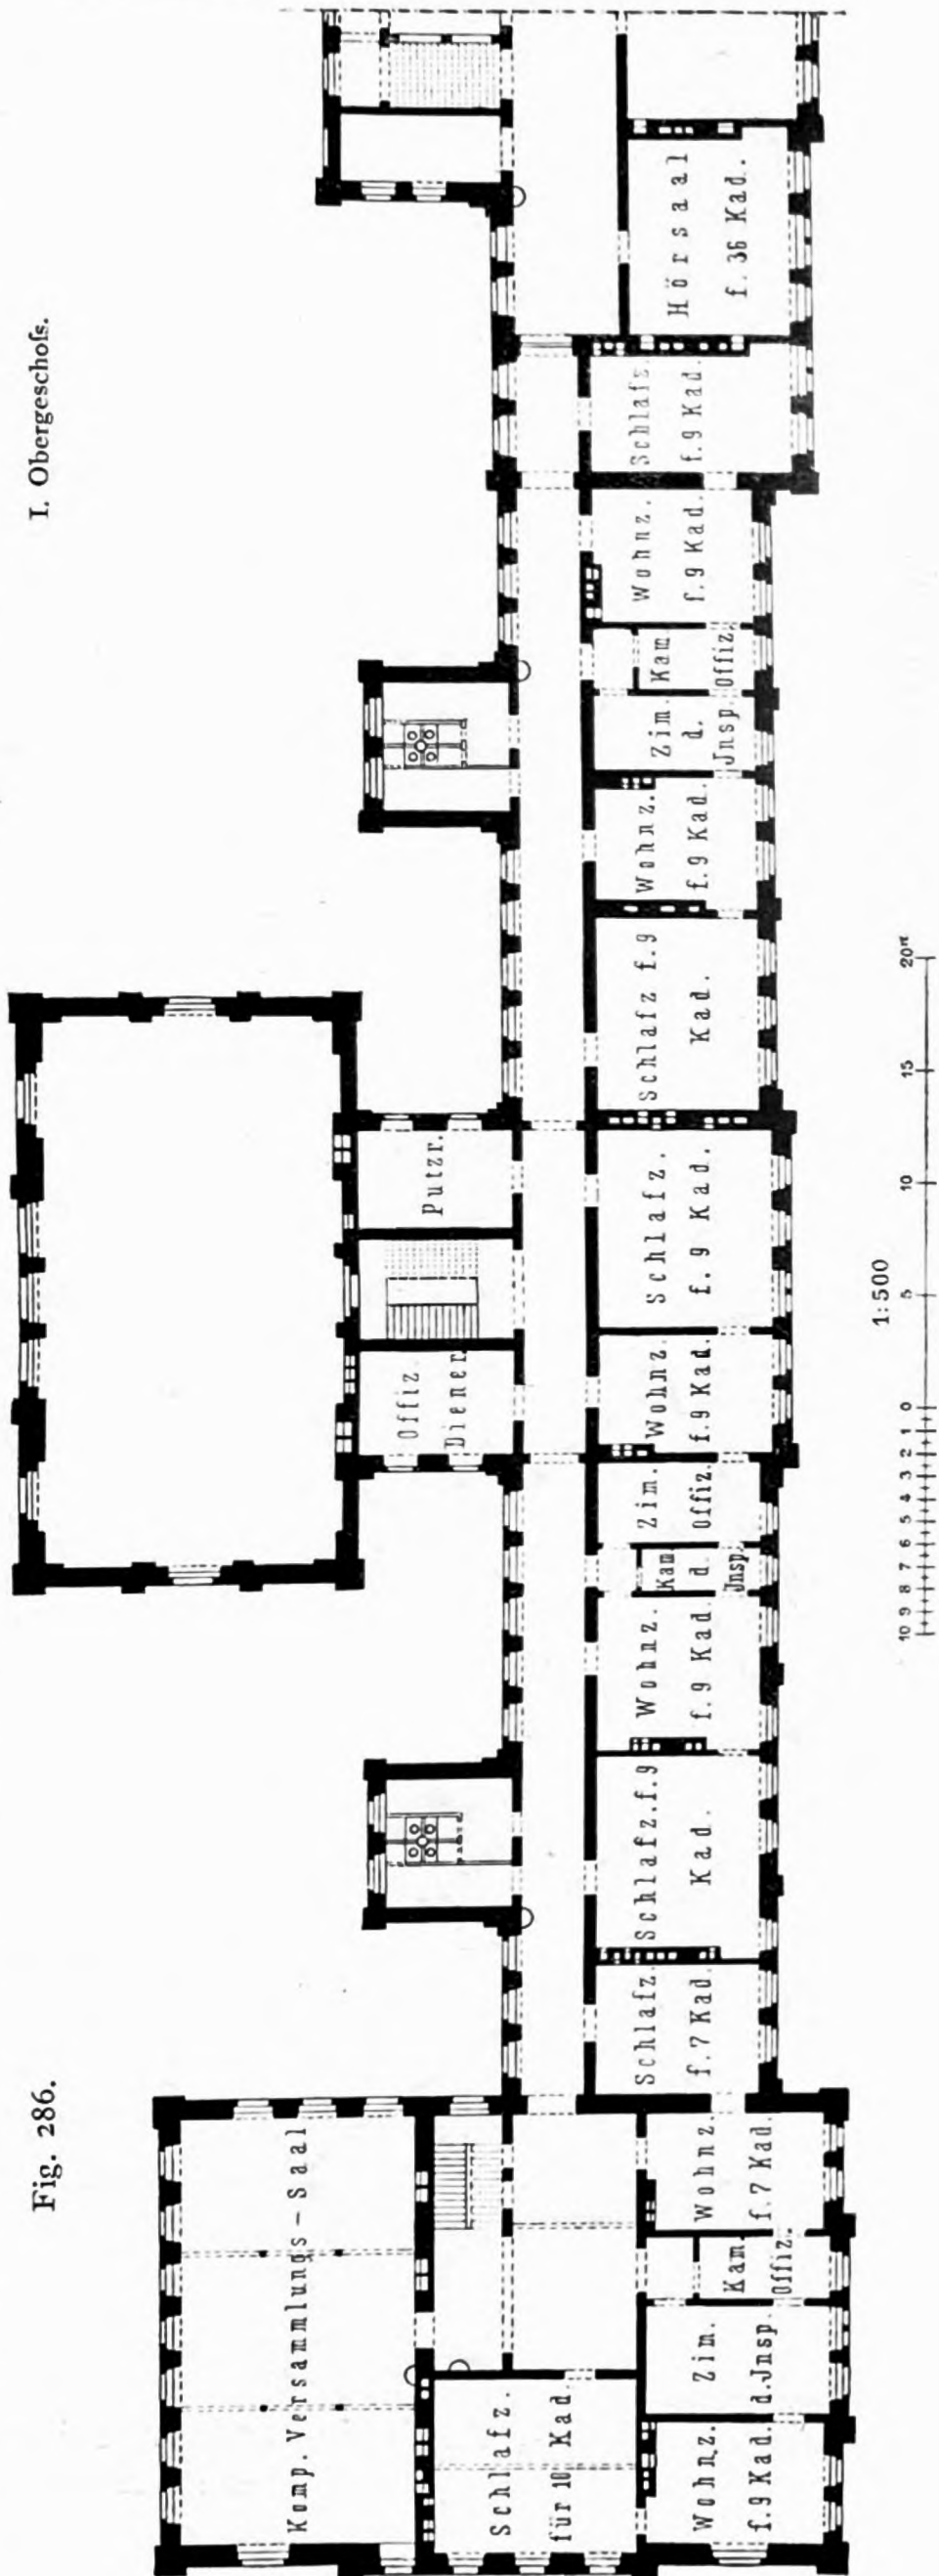 Fig. 286.
I. Obergeschoſs.
Komp. Versammlungs-Saal
Schlafz.
für 10 Kad.
Wohnz.
f. 9 Kad.
Zim.
d. Jnsp.
Kam.
Offiz.
Wohnz.
f. 7 Kad.
Schlafz.
f. 7 Kad.
Schlafz. f. 9
Kad.
Wohnz.
f. 9 Kad.
Kam
d.
Jnsp.
Zim.
Offiz.
Wohnz.
f. 9 Kad.
Offiz
Diener.
Putzr.
Schlafz.
f. 9 Kad.
Schlafz f. 9
Kad.
Wohnz.
f. 9 Kad.
Zim.
d.
Jnsp.
Kam
Offiz.
Wohnz.
f. 9 Kad.
Schlafz.
f. 9 Kad.
Hörsaal
f. 36 Kad.
1:500
10 9 8 7 6 5 4 3 2 1 0 5 10 15 20m